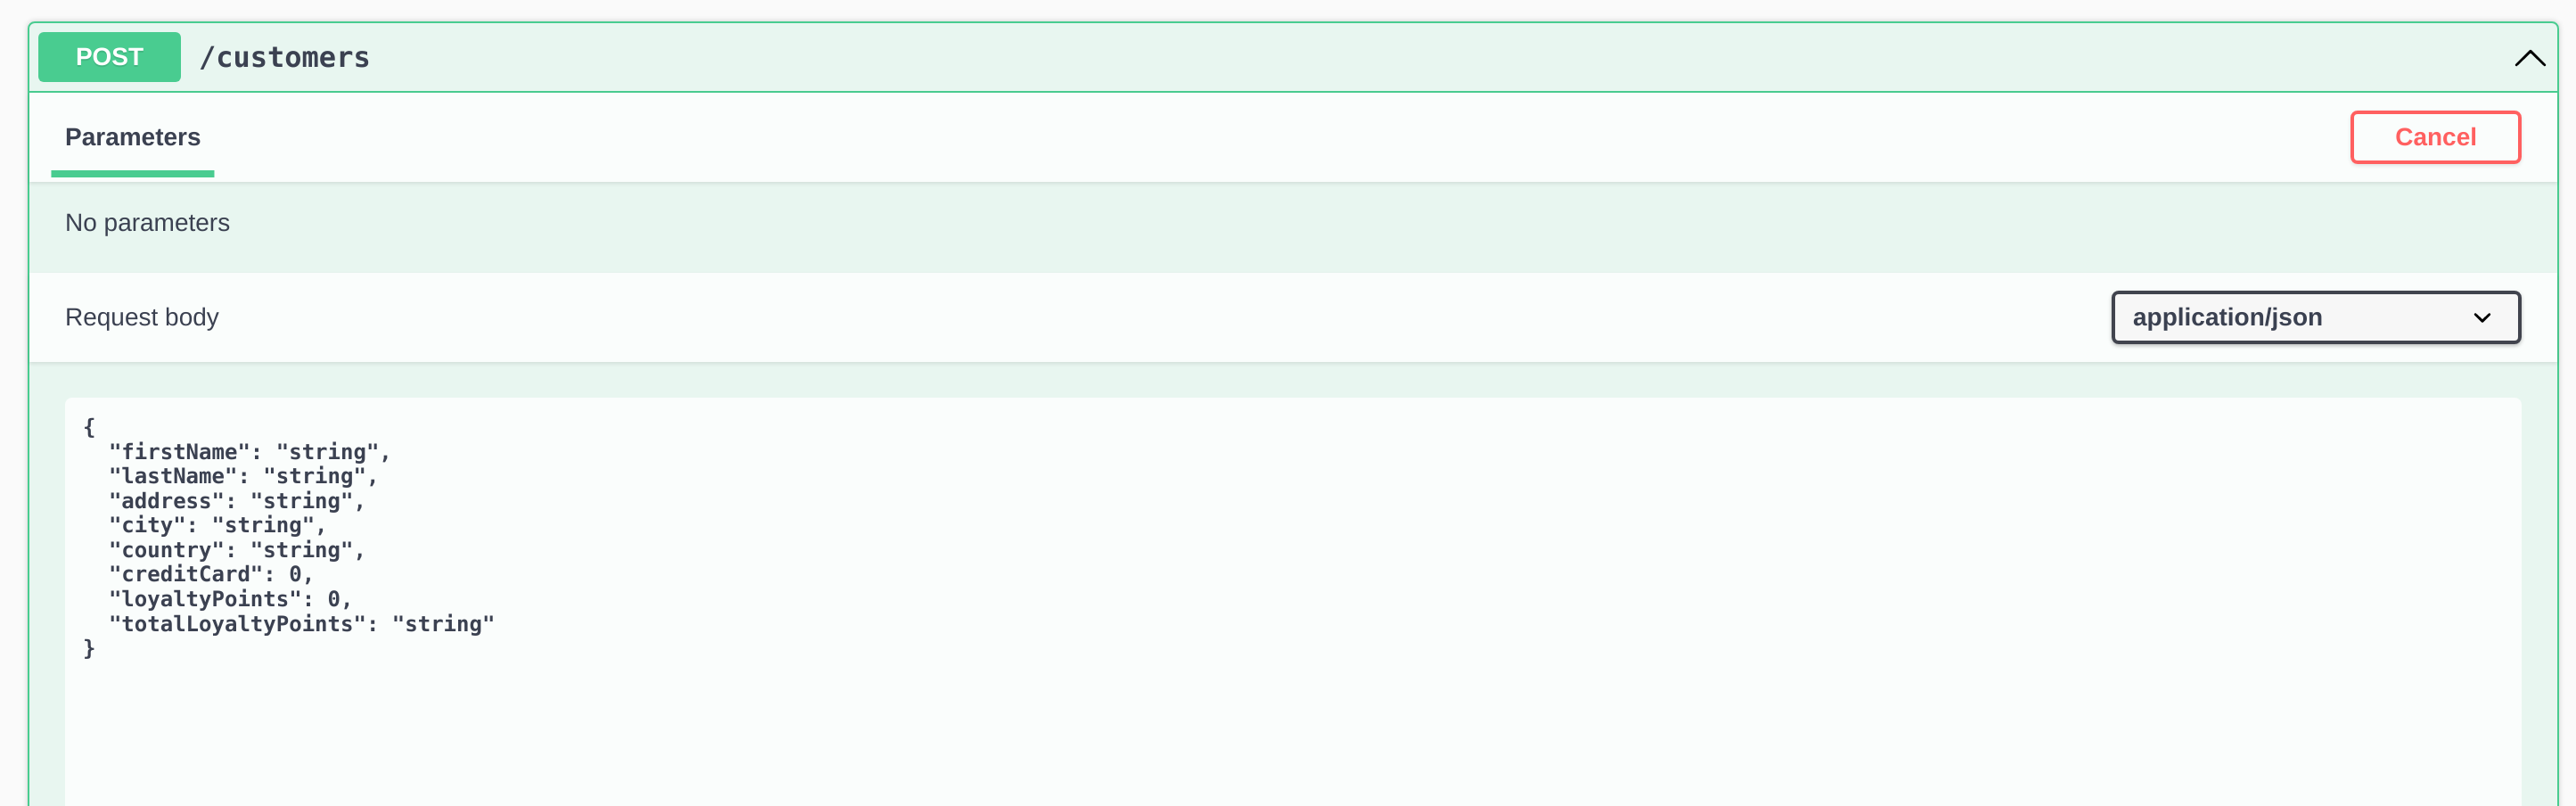 POST /customers
Parameters Cancel
No parameters
Request body application/json
{
  "firstName": "string",
  "lastName": "string",
  "address": "string",
  "city": "string",
  "country": "string",
  "creditCard": 0,
  "loyaltyPoints": 0,
  "totalLoyaltyPoints": "string"
}